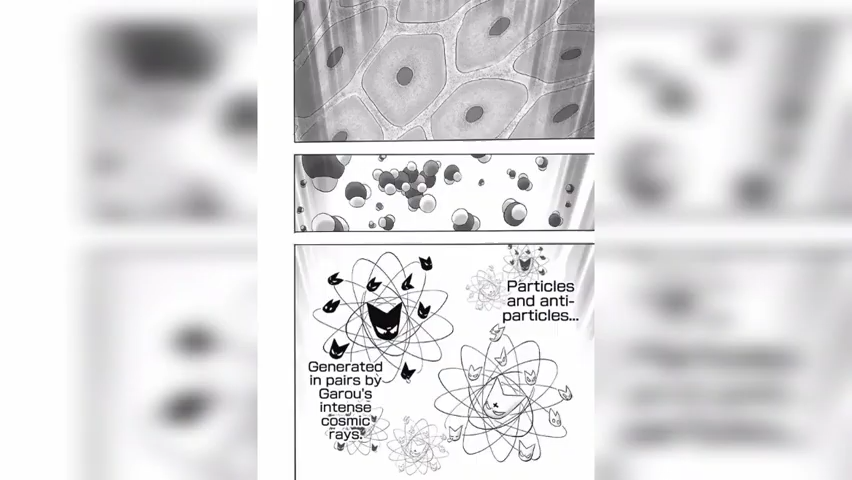 Particles
and anti-
particles...
Generated
in pairs by
Garou's
intense
cosmic
rays.